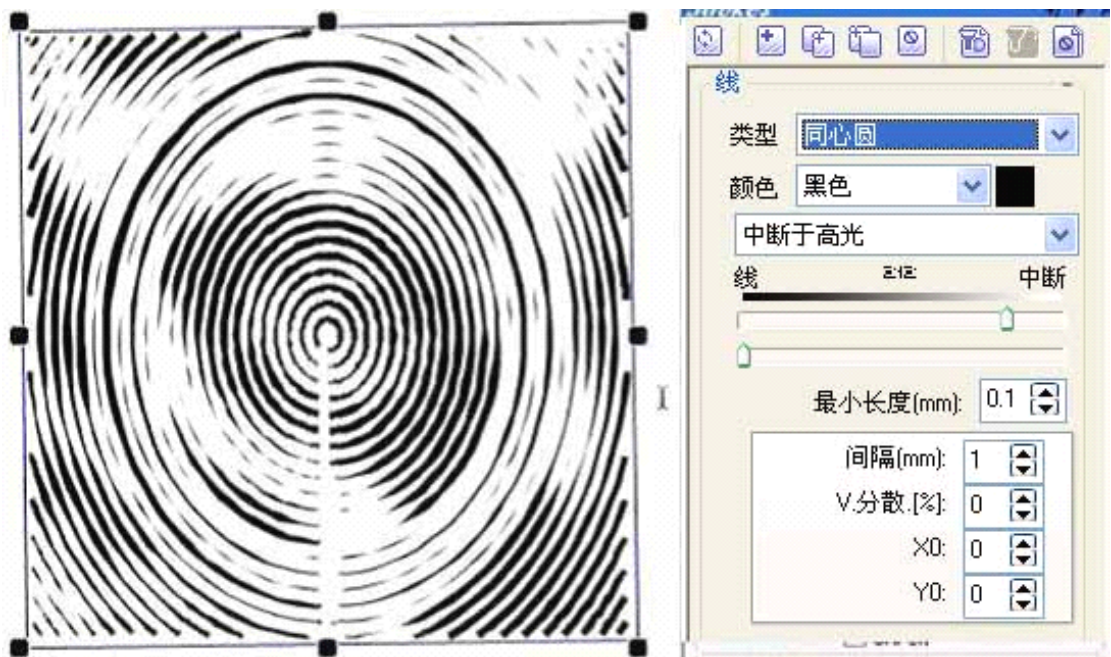 线
类型 同心圆
颜色 黑色
中断于高光
线 中断
最小长度(mm): 0.1
间隔(mm): 1
V.分散.[%]: 0
X0: 0
Y0: 0